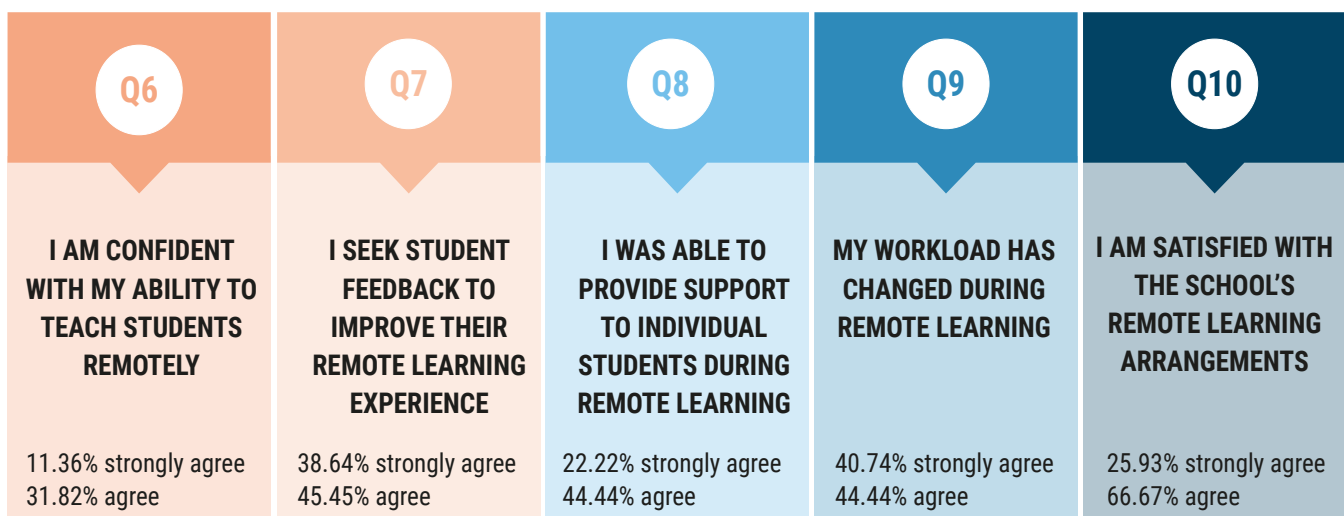 Q6
I AM CONFIDENT
WITH MY ABILITY TO
TEACH STUDENTS
REMOTELY
11.36% strongly agree
31.82% agree
Q7
I SEEK STUDENT
FEEDBACK TO
IMPROVE THEIR
REMOTE LEARNING
EXPERIENCE
38.64% strongly agree
45.45% agree
Q8
I WAS ABLE TO
PROVIDE SUPPORT
TO INDIVIDUAL
STUDENTS DURING
REMOTE LEARNING
22.22% strongly agree
44.44% agree
Q9
MY WORKLOAD HAS
CHANGED DURING
REMOTE LEARNING
40.74% strongly agree
44.44% agree
Q10
I AM SATISFIED WITH
THE SCHOOL’S
REMOTE LEARNING
ARRANGEMENTS
25.93% strongly agree
66.67% agree